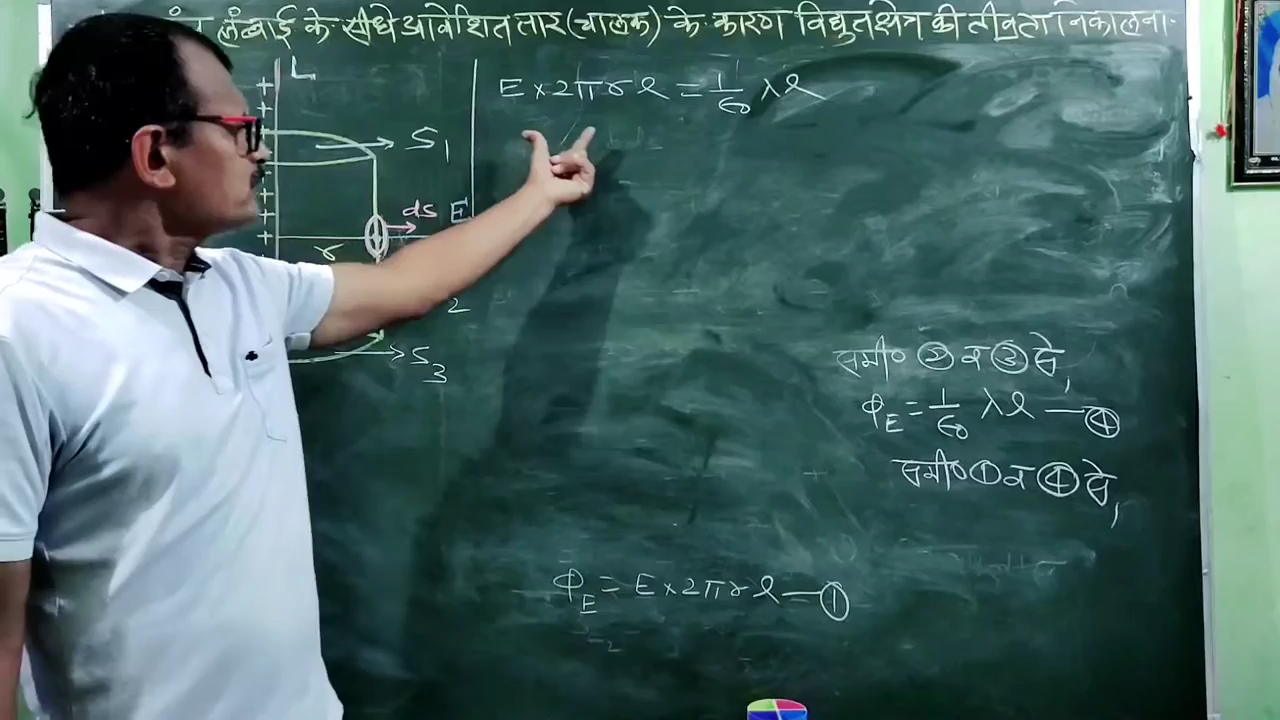 लंबाई के सीधे आवेशित तार (चालक) के कारण विद्युत क्षेत्र की तीव्रता निकालना-
L
S1
ds E
r
2
S3
E × 2πrl = 1/ϵ0 λl
समी० ② व ③ से,
ΦE = 1/ϵ0 λl —④
समी० ① व ④ से,
ΦE = E × 2πrl —①